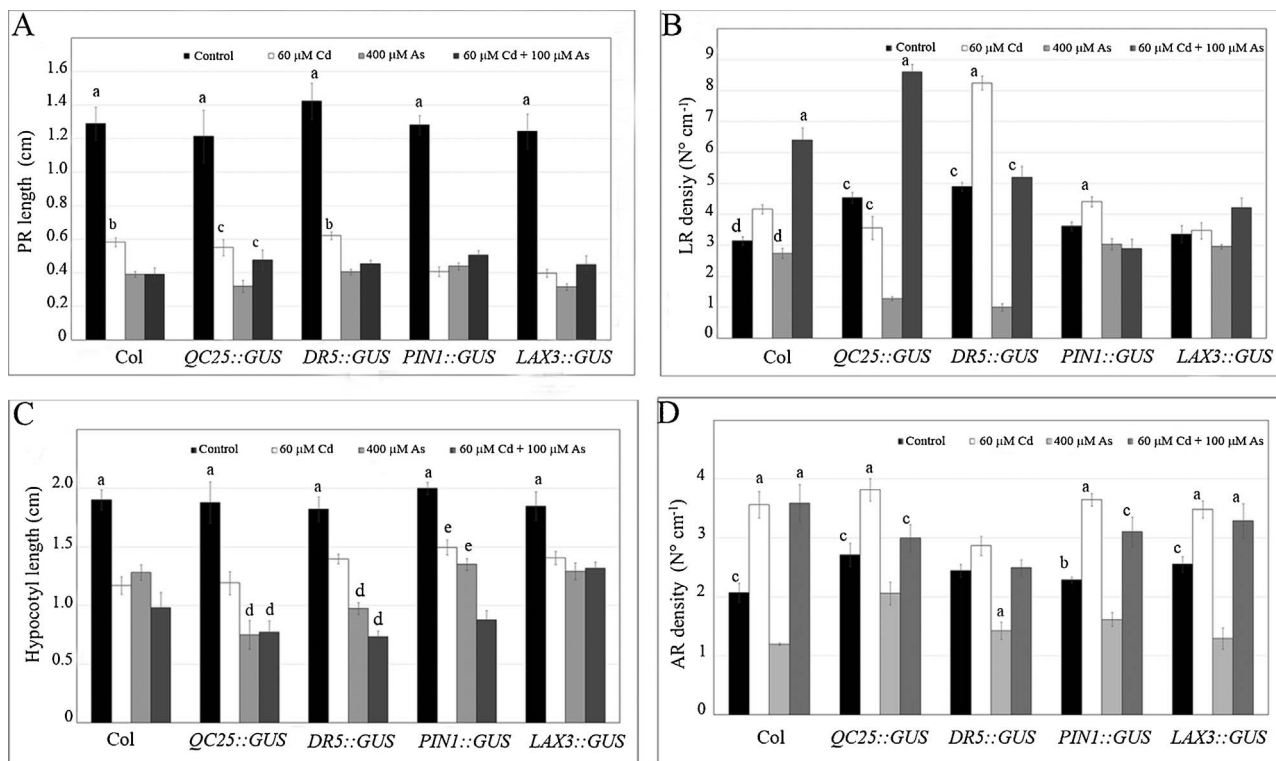 A
Control 60 μM Cd 400 μM As 60 μM Cd + 100 μM As
PR length (cm)
1.6
1.4
1.2
1.0
0.8
0.6
0.4
0.2
0
a a a a a
b c c b
Col QC25::GUS DR5::GUS PIN1::GUS LAX3::GUS
B
Control 60 μM Cd 400 μM As 60 μM Cd + 100 μM As
LR densiy (N° cm⁻¹)
9
8
7
6
5
4
3
2
1
0
d d a c c a c a c a
Col QC25::GUS DR5::GUS PIN1::GUS LAX3::GUS
C
Control 60 μM Cd 400 μM As 60 μM Cd + 100 μM As
Hypocotyl length (cm)
2.0
1.5
1.0
0.5
0
a a a a a
d d d d e e
Col QC25::GUS DR5::GUS PIN1::GUS LAX3::GUS
D
Control 60 μM Cd 400 μM As 60 μM Cd + 100 μM As
AR density (N° cm⁻¹)
4
3
2
1
0
c a a c a c a b a c c a a
Col QC25::GUS DR5::GUS PIN1::GUS LAX3::GUS